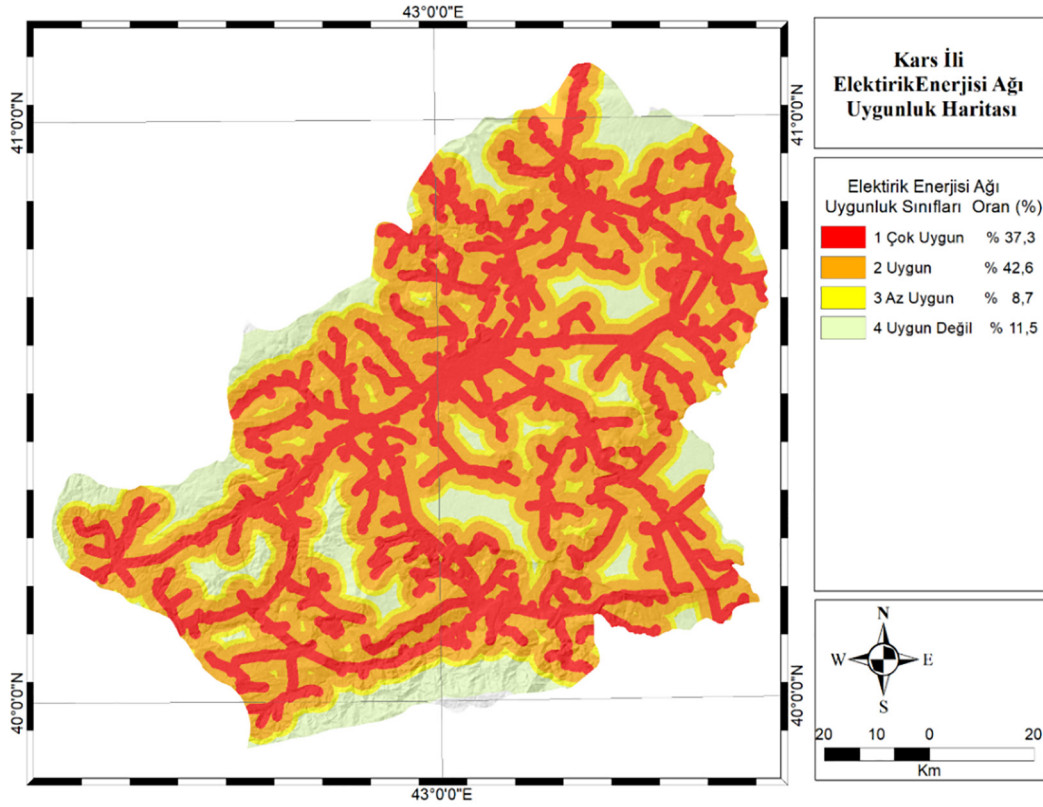 43°0'0"E
41°0'0"N
41°0'0"N
40°0'0"N
40°0'0"N
43°0'0"E
Kars İli
ElektirikEnerjisi Ağı
Uygunluk Haritası
Elektirik Enerjisi Ağı
Uygunluk Sınıfları Oran (%)
1 Çok Uygun % 37,3
2 Uygun % 42,6
3 Az Uygun % 8,7
4 Uygun Değil % 11,5
N
W E
S
20 10 0 20
Km